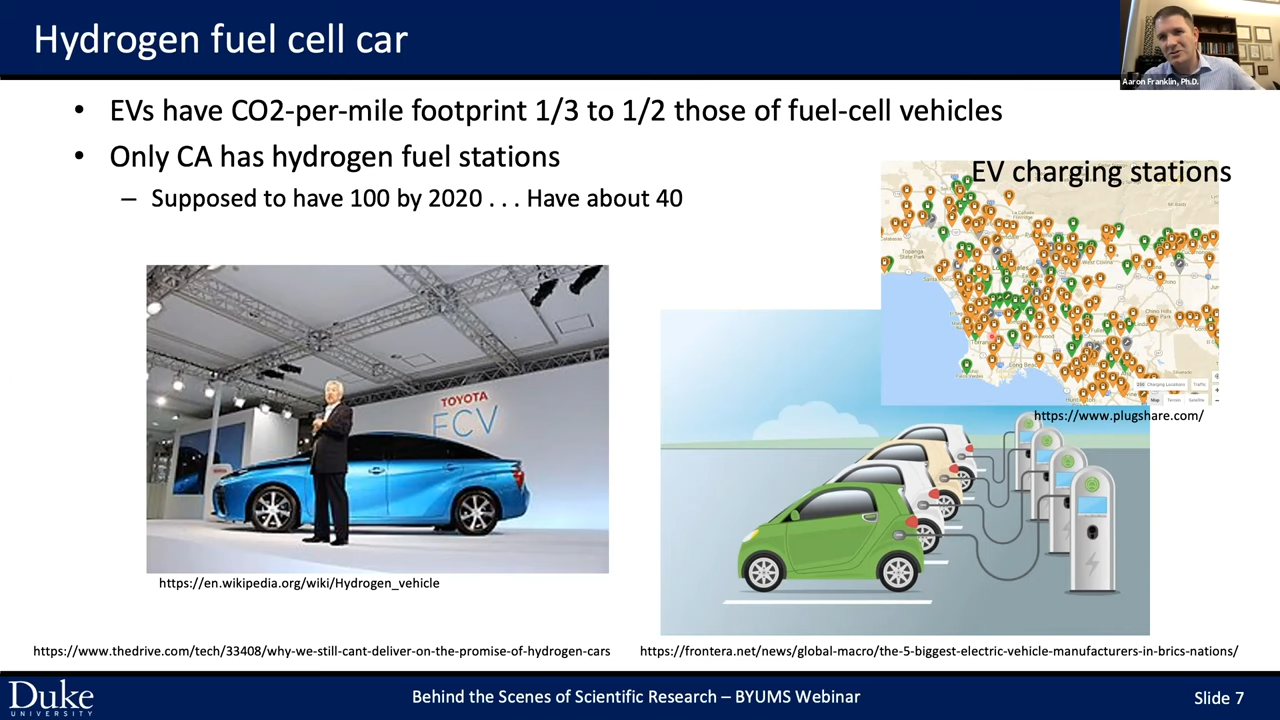 Hydrogen fuel cell car
Aaron Franklin, Ph.D.
• EVs have CO2-per-mile footprint 1/3 to 1/2 those of fuel-cell vehicles
• Only CA has hydrogen fuel stations
– Supposed to have 100 by 2020 . . . Have about 40
EV charging stations
Topanga
State Park
Long Beach
https://www.plugshare.com/
TOYOTA
FCV
https://en.wikipedia.org/wiki/Hydrogen_vehicle
https://www.thedrive.com/tech/33408/why-we-still-cant-deliver-on-the-promise-of-hydrogen-cars
https://frontera.net/news/global-macro/the-5-biggest-electric-vehicle-manufacturers-in-brics-nations/
Duke
UNIVERSITY
Behind the Scenes of Scientific Research – BYUMS Webinar
Slide 7